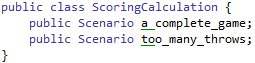 public class ScoringCalculation {
public Scenario a_complete_game;
public Scenario too_many_throws;
}